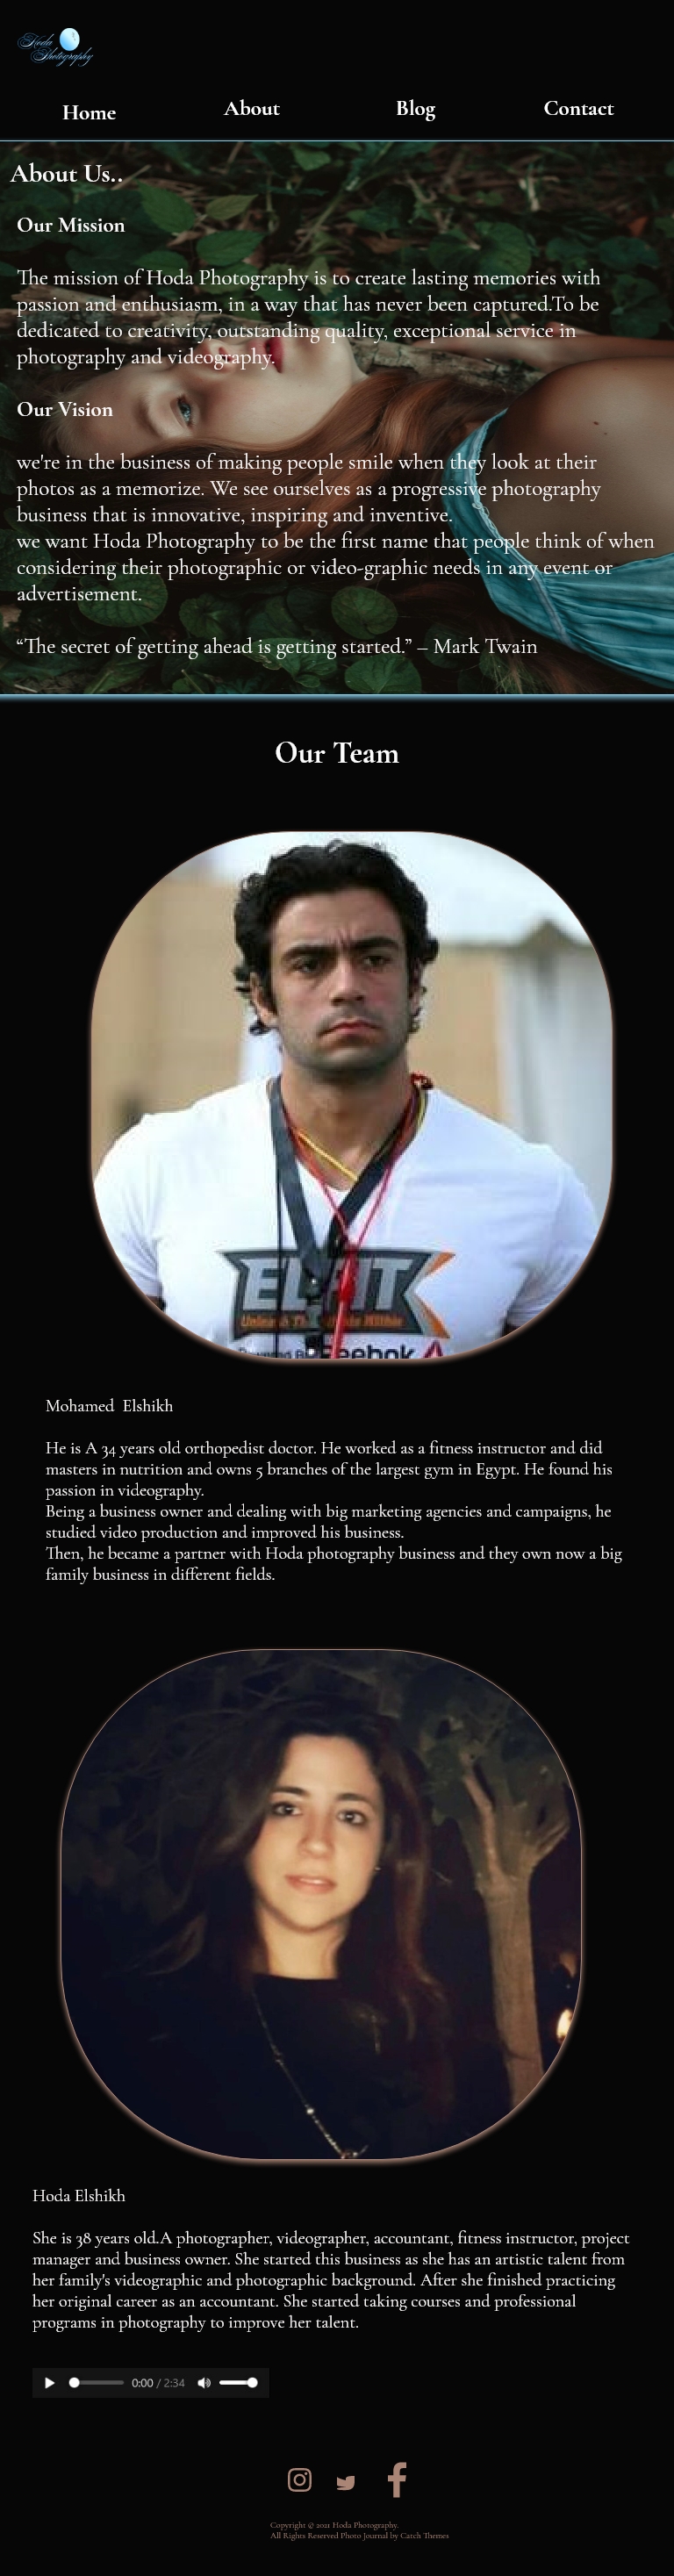 Hoda
Photography
Home About Blog Contact
About Us..
Our Mission
The mission of Hoda Photography is to create lasting memories with
passion and enthusiasm, in a way that has never been captured.To be
dedicated to creativity, outstanding quality, exceptional service in
photography and videography.
Our Vision
we're in the business of making people smile when they look at their
photos as a memorize. We see ourselves as a progressive photography
business that is innovative, inspiring and inventive.
we want Hoda Photography to be the first name that people think of when
considering their photographic or video-graphic needs in any event or
advertisement.
“The secret of getting ahead is getting started.” – Mark Twain
Our Team
Mohamed Elshikh
He is A 34 years old orthopedist doctor. He worked as a fitness instructor and did
masters in nutrition and owns 5 branches of the largest gym in Egypt. He found his
passion in videography.
Being a business owner and dealing with big marketing agencies and campaigns, he
studied video production and improved his business.
Then, he became a partner with Hoda photography business and they own now a big
family business in different fields.
Hoda Elshikh
She is 38 years old.A photographer, videographer, accountant, fitness instructor, project
manager and business owner. She started this business as she has an artistic talent from
her family's videographic and photographic background. After she finished practicing
her original career as an accountant. She started taking courses and professional
programs in photography to improve her talent.
0:00 / 2:34
Copyright © 2021 Hoda Photography.
All Rights Reserved Photo Journal by Catch Themes